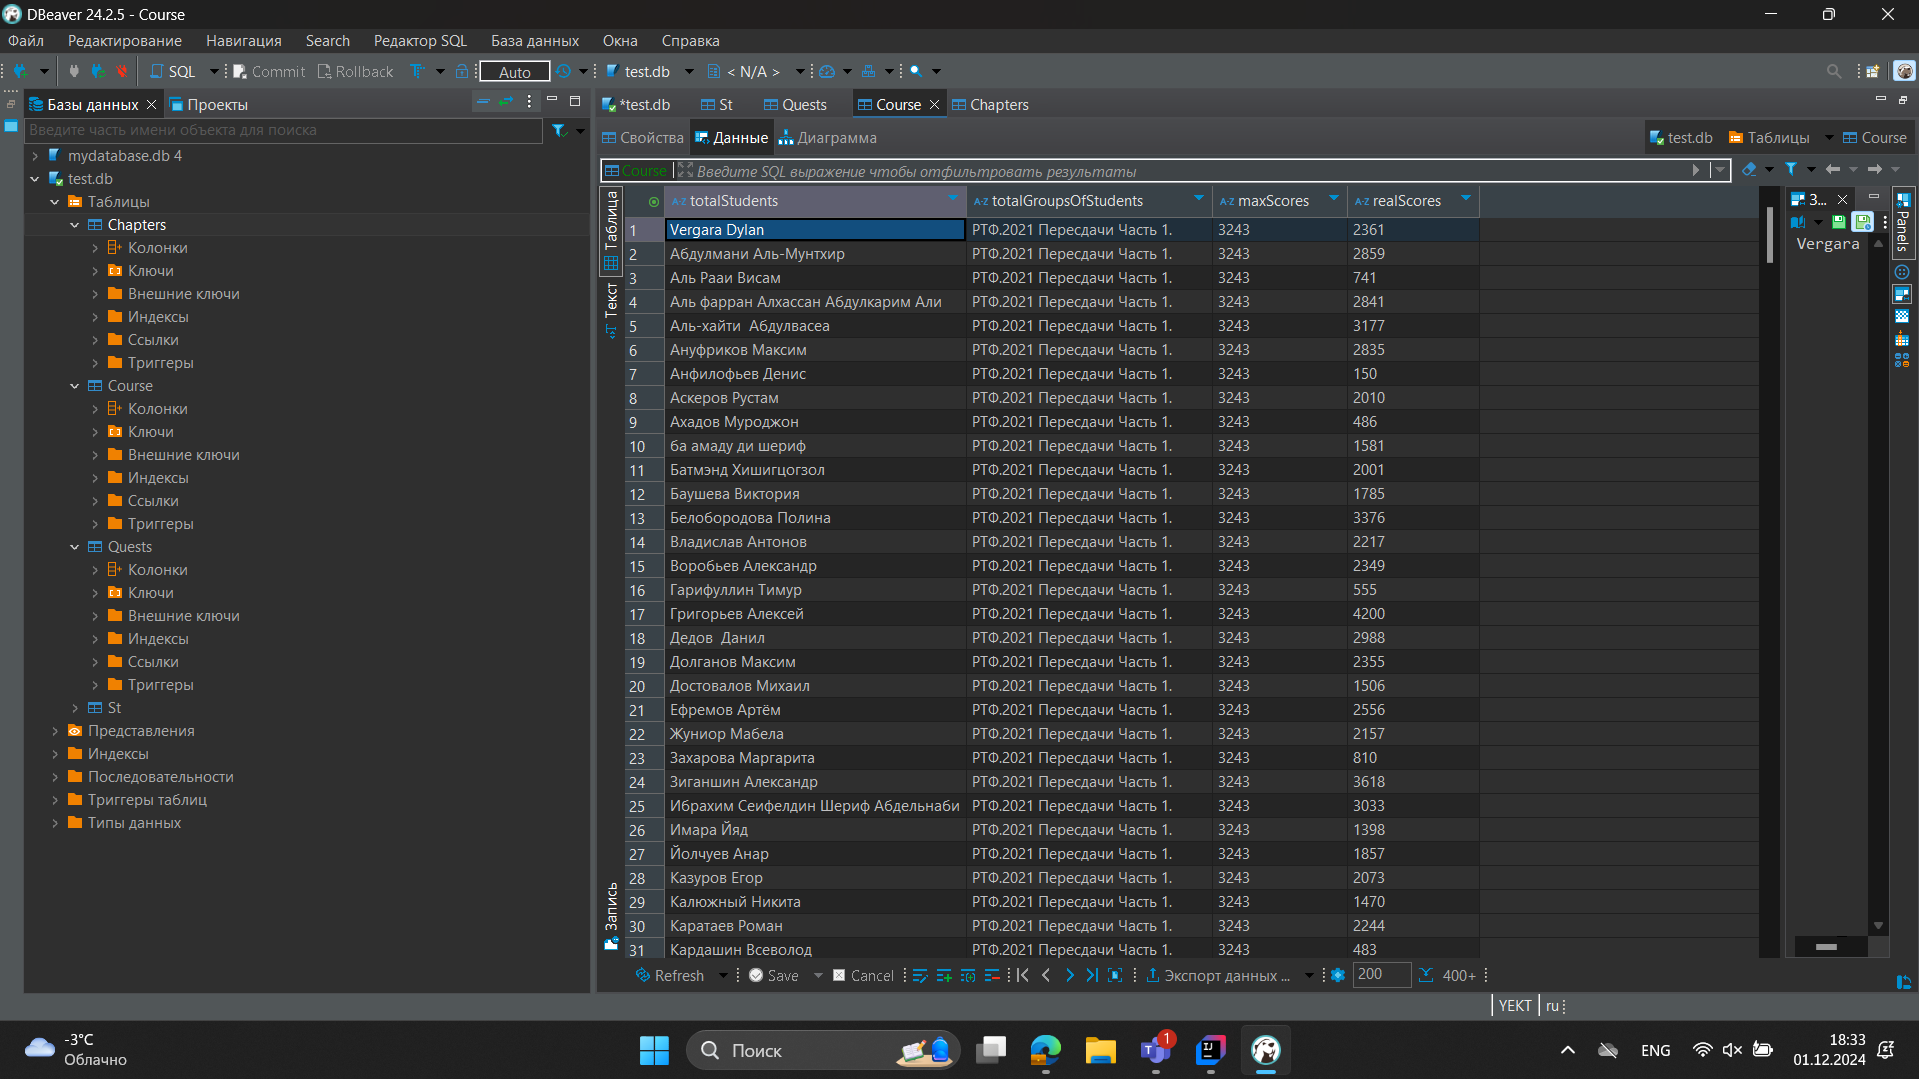 DBeaver 24.2.5 - Course
Файл Редактирование Навигация Search Редактор SQL База данных Окна Справка
SQL Commit Rollback Auto test.db < N/A >
Базы данных Проекты
*test.db St Quests Course Chapters
Введите часть имени объекта для поиска
Свойства Данные Диаграмма test.db Таблицы Course
Course Введите SQL выражение чтобы отфильтровать результаты
mydatabase.db 4
test.db
Таблицы
Chapters
Колонки
Ключи
Внешние ключи
Индексы
Ссылки
Триггеры
Course
Колонки
Ключи
Внешние ключи
Индексы
Ссылки
Триггеры
Quests
Колонки
Ключи
Внешние ключи
Индексы
Ссылки
Триггеры
St
Представления
Индексы
Последовательности
Триггеры таблиц
Типы данных
Таблица
Текст
Запись
totalStudents totalGroupsOfStudents maxScores realScores
1 Vergara Dylan РТФ.2021 Пересдачи Часть 1. 3243 2361
2 Абдулмани Аль-Мунтхир РТФ.2021 Пересдачи Часть 1. 3243 2859
3 Аль Рааи Висам РТФ.2021 Пересдачи Часть 1. 3243 741
4 Аль фарран Алхассан Абдулкарим Али РТФ.2021 Пересдачи Часть 1. 3243 2841
5 Аль-хайти  Абдулвасеа РТФ.2021 Пересдачи Часть 1. 3243 3177
6 Ануфриков Максим РТФ.2021 Пересдачи Часть 1. 3243 2835
7 Анфилофьев Денис РТФ.2021 Пересдачи Часть 1. 3243 150
8 Аскеров Рустам РТФ.2021 Пересдачи Часть 1. 3243 2010
9 Ахадов Муроджон РТФ.2021 Пересдачи Часть 1. 3243 486
10 ба амаду ди шериф РТФ.2021 Пересдачи Часть 1. 3243 1581
11 Батмэнд Хишигцогзол РТФ.2021 Пересдачи Часть 1. 3243 2001
12 Баушева Виктория РТФ.2021 Пересдачи Часть 1. 3243 1785
13 Белобородова Полина РТФ.2021 Пересдачи Часть 1. 3243 3376
14 Владислав Антонов РТФ.2021 Пересдачи Часть 1. 3243 2217
15 Воробьев Александр РТФ.2021 Пересдачи Часть 1. 3243 2349
16 Гарифуллин Тимур РТФ.2021 Пересдачи Часть 1. 3243 555
17 Григорьев Алексей РТФ.2021 Пересдачи Часть 1. 3243 4200
18 Дедов  Данил РТФ.2021 Пересдачи Часть 1. 3243 2988
19 Долганов Максим РТФ.2021 Пересдачи Часть 1. 3243 2355
20 Достовалов Михаил РТФ.2021 Пересдачи Часть 1. 3243 1506
21 Ефремов Артём РТФ.2021 Пересдачи Часть 1. 3243 2556
22 Жуниор Мабела РТФ.2021 Пересдачи Часть 1. 3243 2157
23 Захарова Маргарита РТФ.2021 Пересдачи Часть 1. 3243 810
24 Зиганшин Александр РТФ.2021 Пересдачи Часть 1. 3243 3618
25 Ибрахим Сеифелдин Шериф Абдельнаби РТФ.2021 Пересдачи Часть 1. 3243 3033
26 Имара Йяд РТФ.2021 Пересдачи Часть 1. 3243 1398
27 Йолчуев Анар РТФ.2021 Пересдачи Часть 1. 3243 1857
28 Казуров Егор РТФ.2021 Пересдачи Часть 1. 3243 2073
29 Калюжный Никита РТФ.2021 Пересдачи Часть 1. 3243 1470
30 Каратаев Роман РТФ.2021 Пересдачи Часть 1. 3243 2244
31 Кардашин Всеволод РТФ.2021 Пересдачи Часть 1. 3243 483
З...
Vergara
Panels
Refresh Save Cancel Экспорт данных ... 200 400+
YEKT ru
-3°C
Облачно
Поиск
1
ENG
18:33
01.12.2024